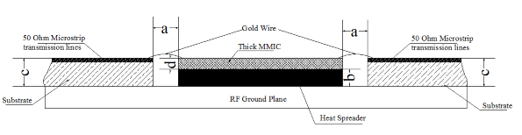 a
Gold Wire
a
50 Ohm Microstrip
transmission lines
50 Ohm Microstrip
transmission lines
Thick MMIC
c
d
b
c
Substrate
RF Ground Plane
Substrate
Heat Spreader